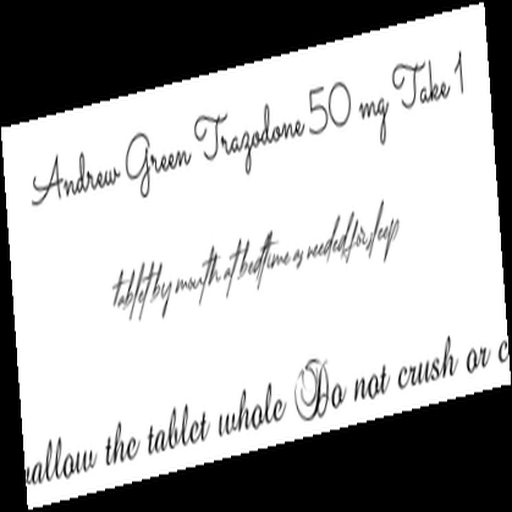 Andrew Green Trazodone 50 mg Take 1
tablet by mouth at bedtime as needed for sleep
allow the tablet whole Do not crush or c